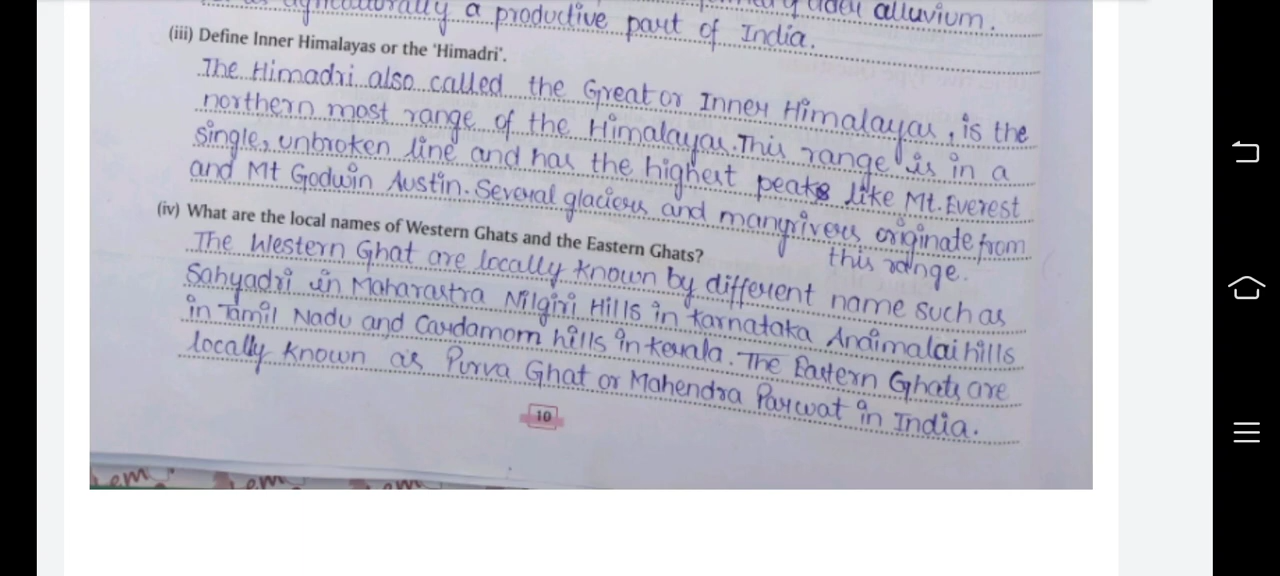 agriculturally a productive part of India. alluvium.
(iii) Define Inner Himalayas or the 'Himadri'.
The Himadri also called the Great or Inner Himalayas, is the
northern most range of the Himalayas. This range is in a
single, unbroken line and has the highest peaks like Mt. Everest
and Mt Godwin Austin. Several glaciers and many rivers originate from
this range.
(iv) What are the local names of Western Ghats and the Eastern Ghats?
The Western Ghat are locally known by different name such as
Sahyadri in Maharastra Nilgiri Hills in Karnataka Anaimalai hills
in Tamil Nadu and Cardamom hills in kerala. The Eastern Ghats are
locally known as Purva Ghat or Mahendra Parwat in India.
10